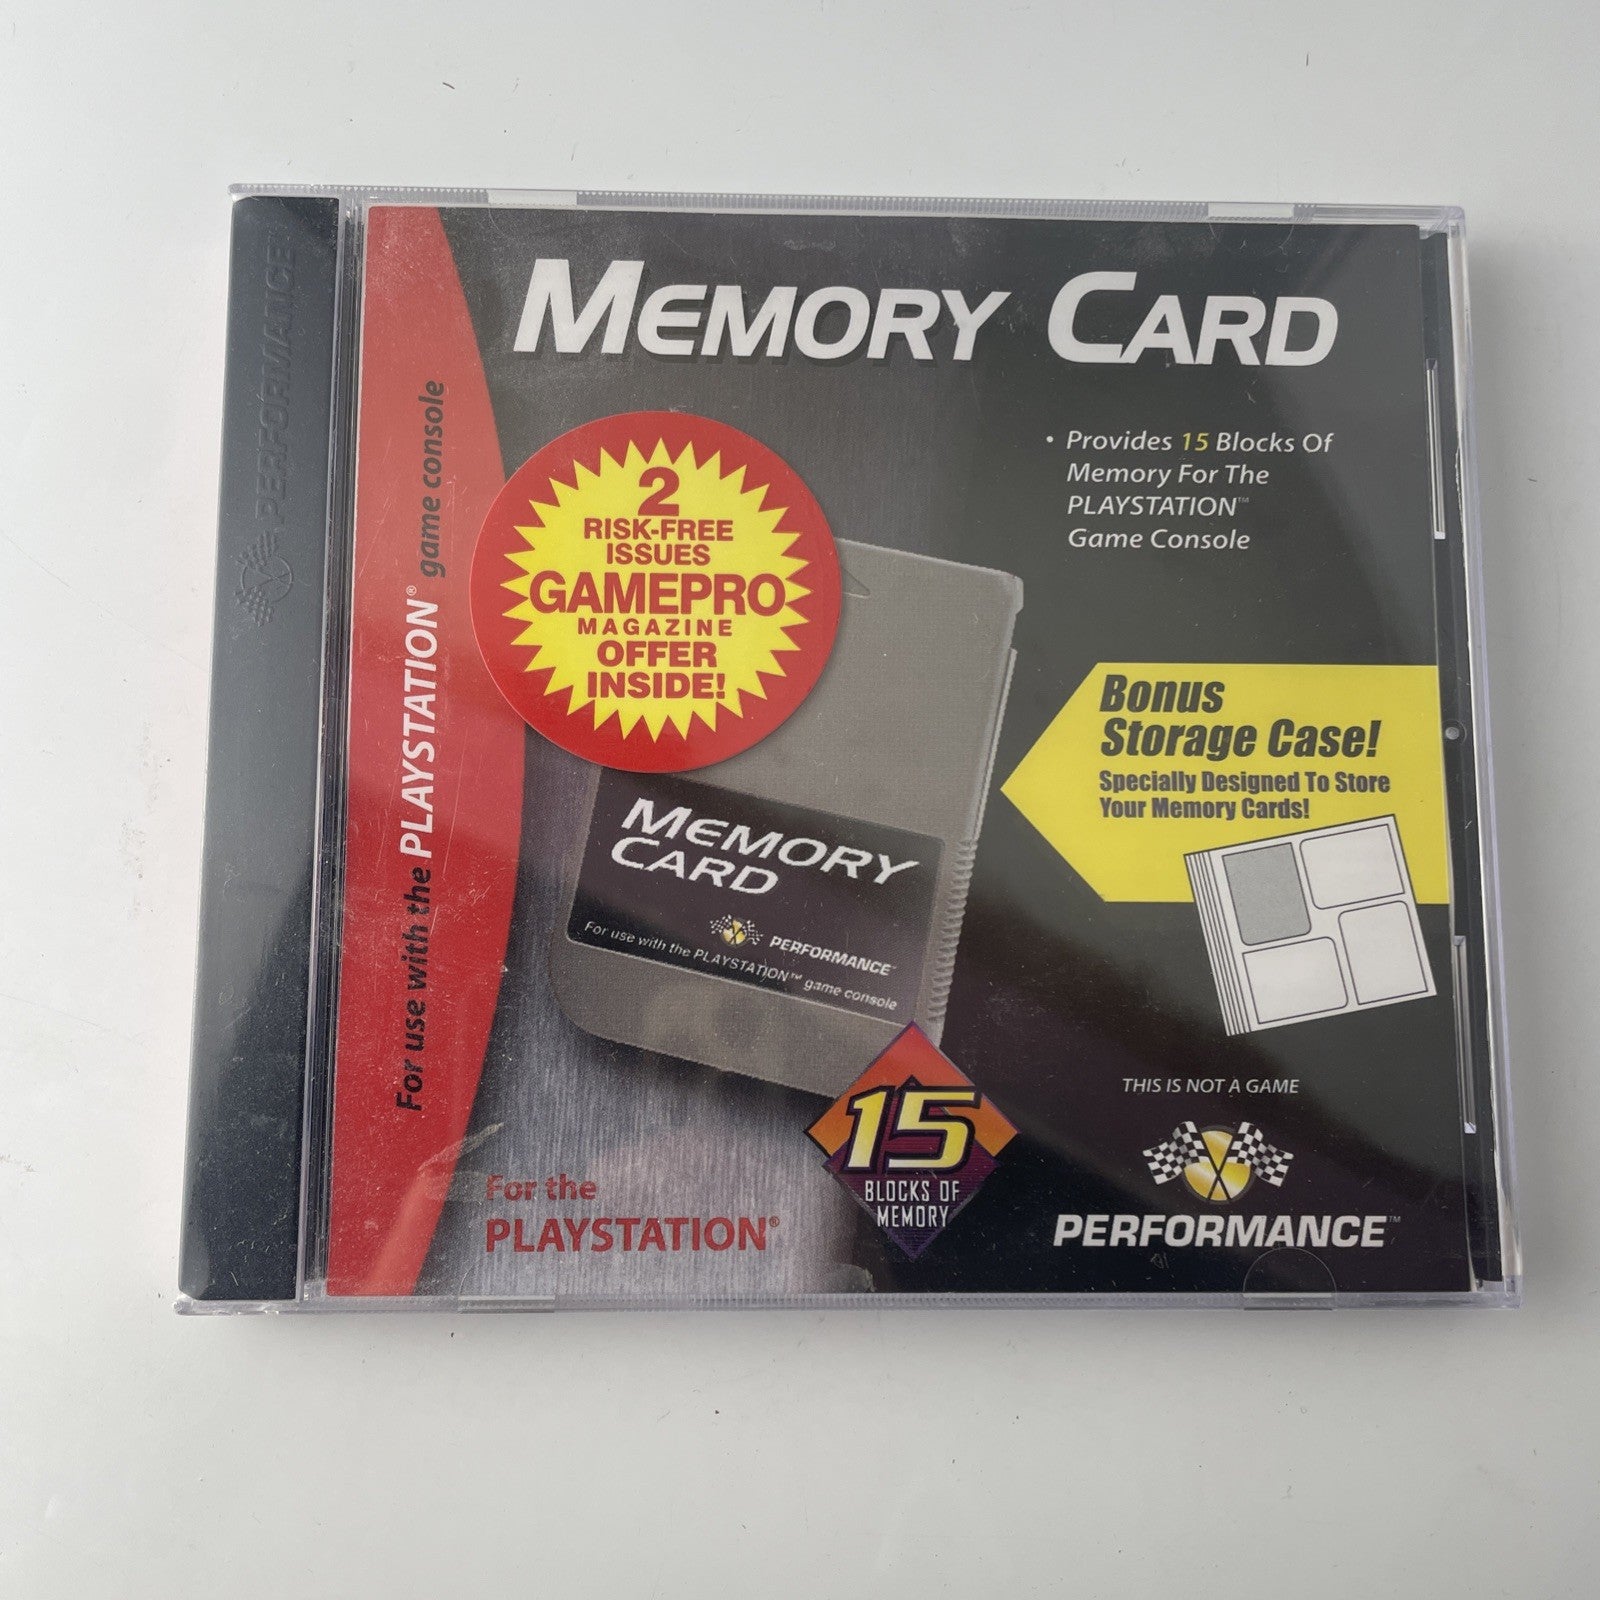 MEMORY CARD
PERFORMANCE
For use with the PLAYSTATION® game console
• Provides 15 Blocks Of
Memory For The
PLAYSTATION™
Game Console
2
RISK-FREE
ISSUES
GAMEPRO
MAGAZINE
OFFER
INSIDE!
Bonus
Storage Case!
Specially Designed To Store
Your Memory Cards!
MEMORY
CARD
PERFORMANCE™
For use with the PLAYSTATION™ game console
15
BLOCKS OF
MEMORY
THIS IS NOT A GAME
PERFORMANCE™
For the
PLAYSTATION®